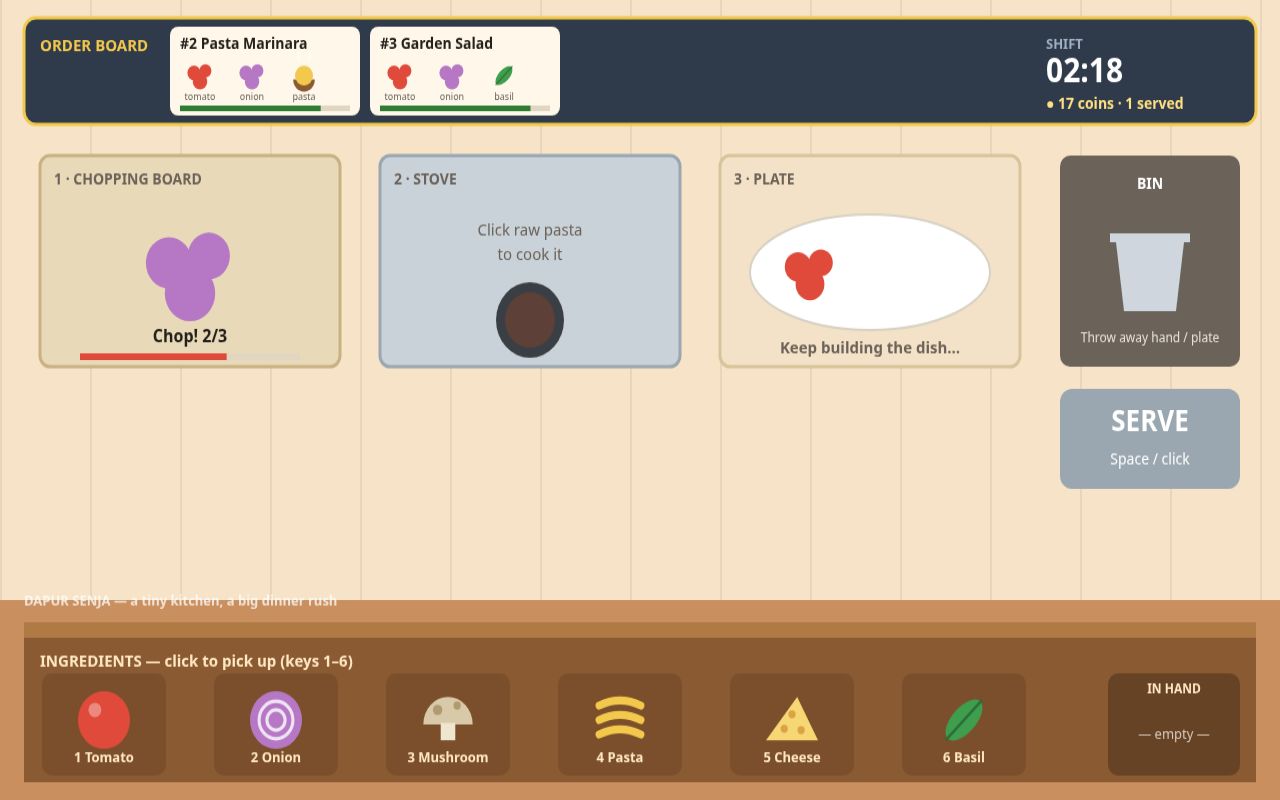 ORDER BOARD
#2 Pasta Marinara
tomato onion pasta
#3 Garden Salad
tomato onion basil
SHIFT
02:18
● 17 coins · 1 served
1 · CHOPPING BOARD
Chop! 2/3
2 · STOVE
Click raw pasta
to cook it
3 · PLATE
Keep building the dish...
BIN
Throw away hand / plate
SERVE
Space / click
DAPUR SENJA — a tiny kitchen, a big dinner rush
INGREDIENTS — click to pick up (keys 1–6)
1 Tomato
2 Onion
3 Mushroom
4 Pasta
5 Cheese
6 Basil
IN HAND
— empty —